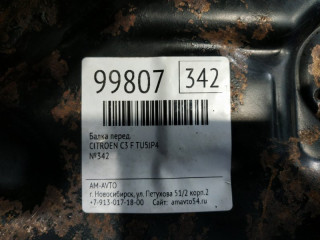 99807 342
Балка перед.
CITROEN C3 F TU5JP4
№342
AM-AVTO
г. Новосибирск, ул. Петухова 51/2 корп.2
+7-913-017-18-00 Сайт: amavto54.ru